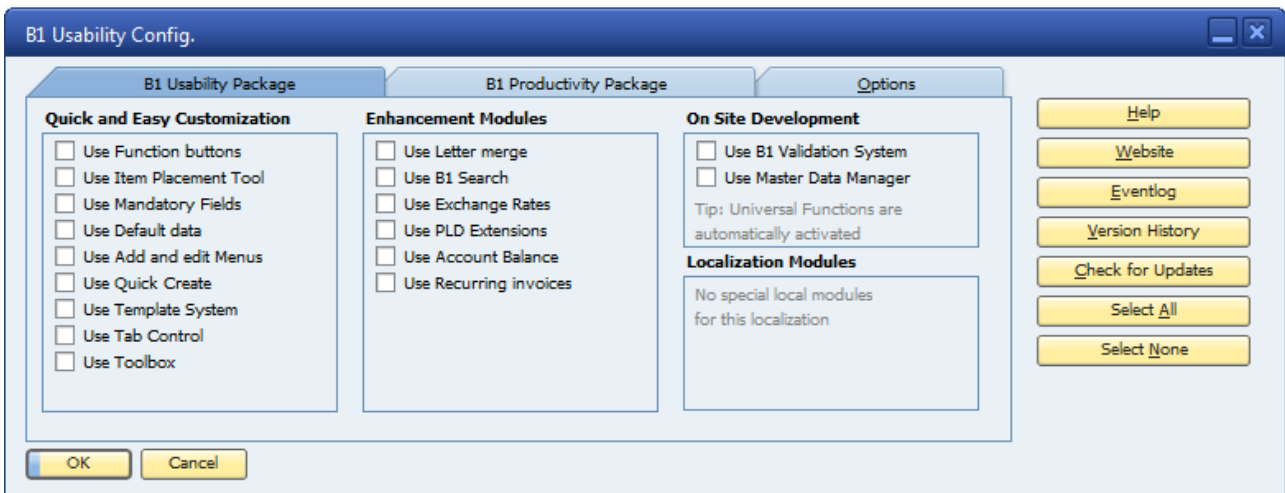 B1 Usability Config.
B1 Usability Package
B1 Productivity Package
Options
Quick and Easy Customization
Use Function buttons
Use Item Placement Tool
Use Mandatory Fields
Use Default data
Use Add and edit Menus
Use Quick Create
Use Template System
Use Tab Control
Use Toolbox
Enhancement Modules
Use Letter merge
Use B1 Search
Use Exchange Rates
Use PLD Extensions
Use Account Balance
Use Recurring invoices
On Site Development
Use B1 Validation System
Use Master Data Manager
Tip: Universal Functions are
automatically activated
Localization Modules
No special local modules
for this localization
Help
Website
Eventlog
Version History
Check for Updates
Select All
Select None
OK
Cancel